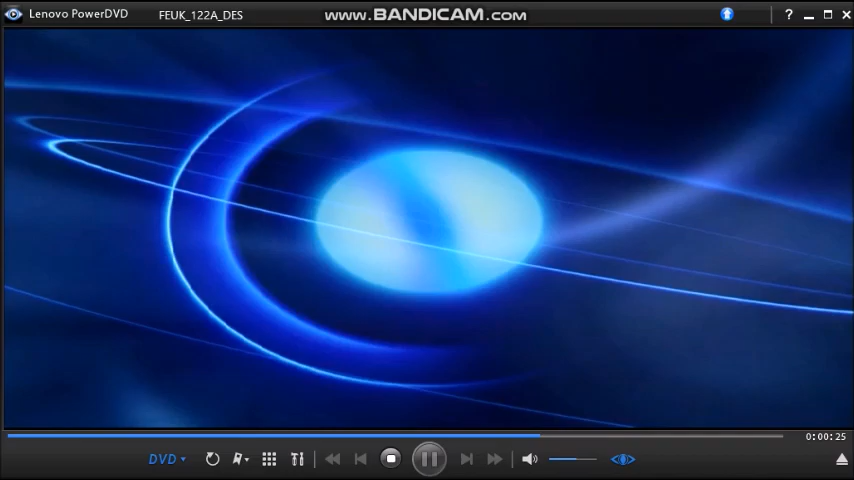 Lenovo PowerDVD
FEUK_122A_DES
www.BANDICAM.com
?
0:00:25
DVD